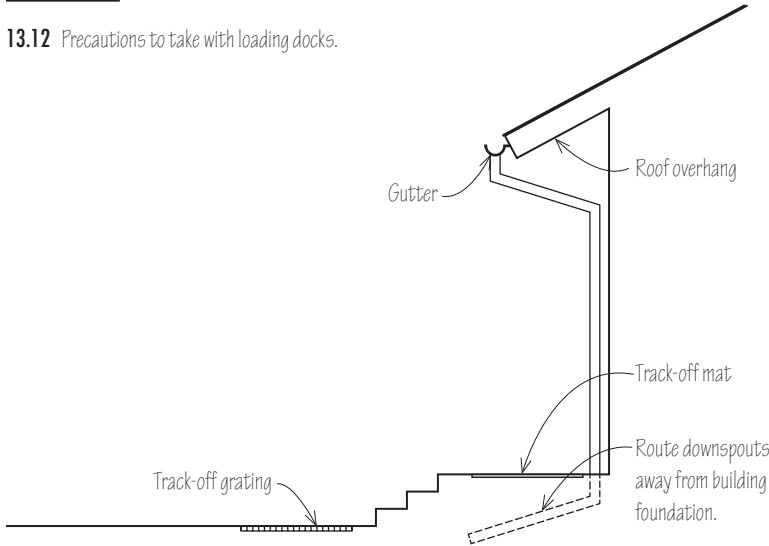 13.12 Precautions to take with loading docks.
Roof overhang
Gutter
Track-off mat
Route downspouts
away from building
foundation.
Track-off grating